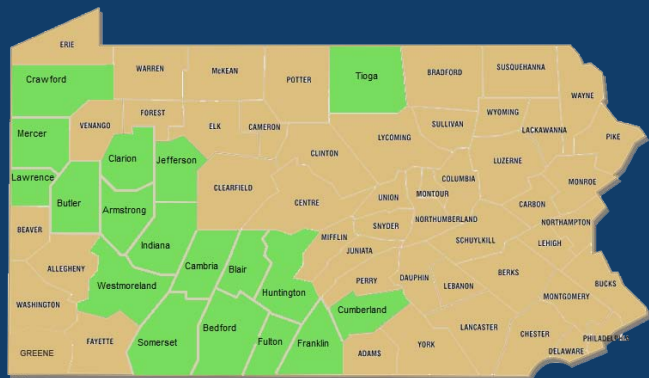 ERIE
Crawford
WARREN
McKEAN
POTTER
Tioga
BRADFORD
SUSQUEHANNA
WAYNE
Mercer
VENANGO
FOREST
ELK
CAMERON
CLINTON
LYCOMING
SULLIVAN
WYOMING
LACKAWANNA
PIKE
Lawrence
Butler
Clarion
Jefferson
CLEARFIELD
CENTRE
UNION
MONTOUR
COLUMBIA
LUZERNE
MONROE
CARBON
BEAVER
Armstrong
Indiana
MIFFLIN
SNYDER
NORTHUMBERLAND
SCHUYLKILL
NORTHAMPTON
LEHIGH
ALLEGHENY
Westmoreland
Cambria
Blair
Huntington
JUNIATA
PERRY
DAUPHIN
LEBANON
BERKS
BUCKS
MONTGOMERY
WASHINGTON
GREENE
FAYETTE
Somerset
Bedford
Fulton
Franklin
Cumberland
ADAMS
YORK
LANCASTER
CHESTER
DELAWARE
PHILADELPHIA